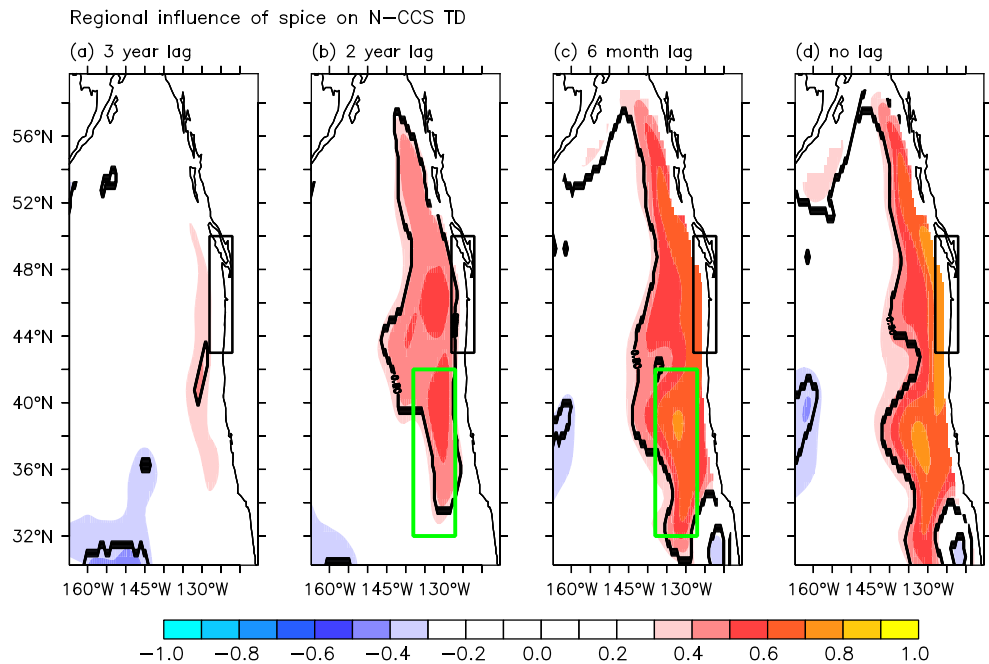 Regional influence of spice on N−CCS TD
(a) 3 year lag
(b) 2 year lag
(c) 6 month lag
(d) no lag
56°N
52°N
48°N
44°N
40°N
36°N
32°N
160°W 145°W 130°W
160°W 145°W 130°W
160°W 145°W 130°W
160°W 145°W 130°W
−1.0 −0.8 −0.6 −0.4 −0.2 0.0 0.2 0.4 0.6 0.8 1.0